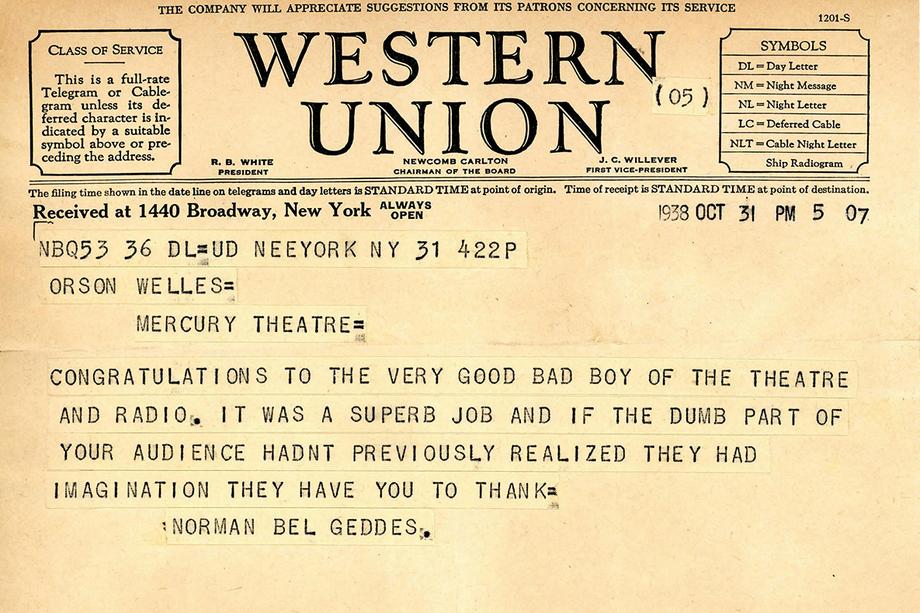 THE COMPANY WILL APPRECIATE SUGGESTIONS FROM ITS PATRONS CONCERNING ITS SERVICE
1201-S
CLASS OF SERVICE
This is a full-rate
Telegram or Cable-
gram unless its de-
ferred character is in-
dicated by a suitable
symbol above or pre-
ceding the address.
WESTERN
UNION
(05)
R. B. WHITE
PRESIDENT
NEWCOMB CARLTON
CHAIRMAN OF THE BOARD
J. C. WILLEVER
FIRST VICE-PRESIDENT
SYMBOLS
DL = Day Letter
NM = Night Message
NL = Night Letter
LC = Deferred Cable
NLT = Cable Night Letter
Ship Radiogram
The filing time shown in the date line on telegrams and day letters is STANDARD TIME at point of origin. Time of receipt is STANDARD TIME at point of destination.
Received at 1440 Broadway, New York ALWAYS OPEN
1938 OCT 31 PM 5 07
NBQ53 36 DL=UD NEEYORK NY 31 422P
ORSON WELLES=
MERCURY THEATRE=
CONGRATULATIONS TO THE VERY GOOD BAD BOY OF THE THEATRE
AND RADIO. IT WAS A SUPERB JOB AND IF THE DUMB PART OF
YOUR AUDIENCE HADNT PREVIOUSLY REALIZED THEY HAD
IMAGINATION THEY HAVE YOU TO THANK=
:NORMAN BEL GEDDES.